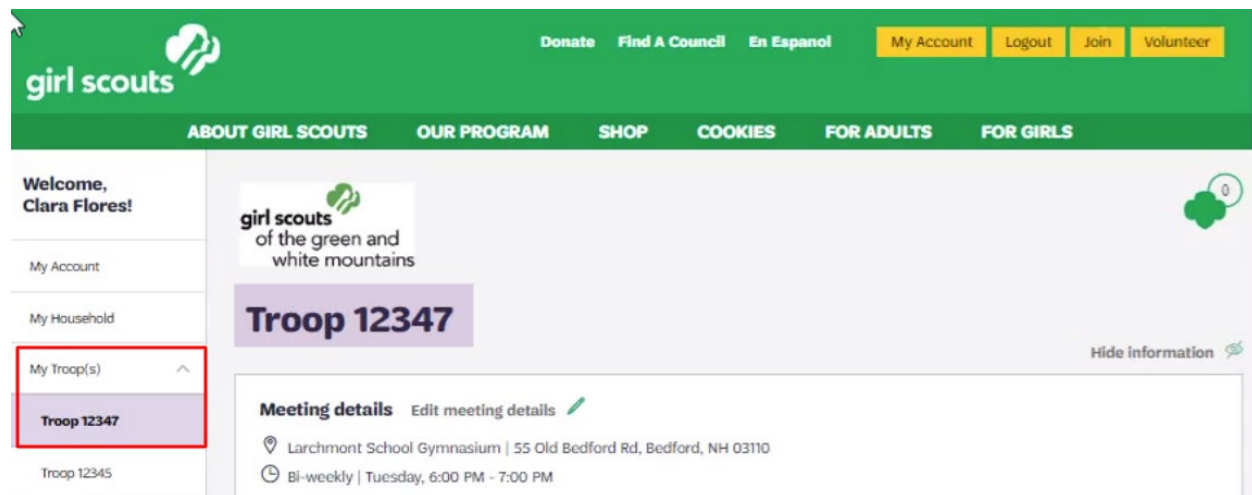 Donate Find A Council En Espanol My Account Logout Join Volunteer
girl scouts
ABOUT GIRL SCOUTS OUR PROGRAM SHOP COOKIES FOR ADULTS FOR GIRLS
Welcome,
Clara Flores!
My Account
My Household
My Troop(s)
Troop 12347
Troop 12345
girl scouts
of the green and
white mountains
0
Troop 12347
Hide information
Meeting details Edit meeting details
Larchmont School Gymnasium | 55 Old Bedford Rd, Bedford, NH 03110
Bi-weekly | Tuesday, 6:00 PM - 7:00 PM